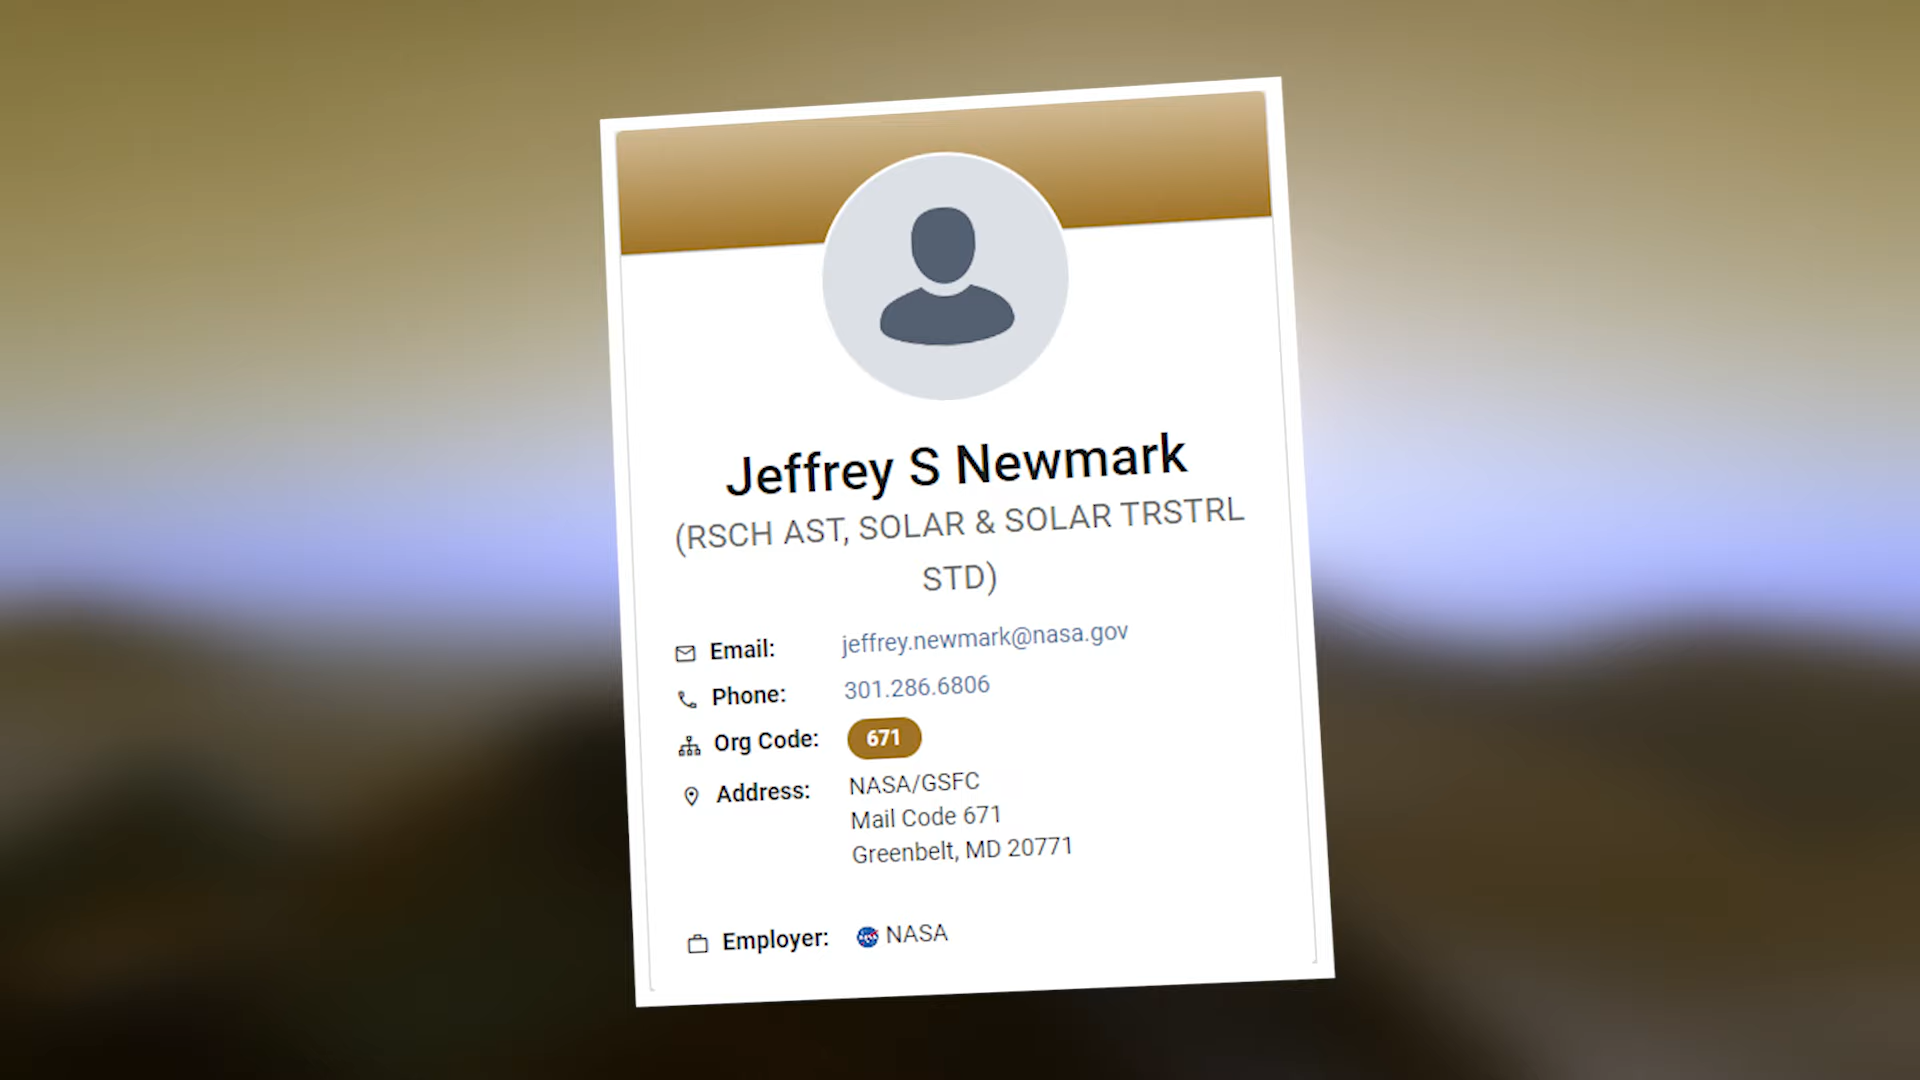 Jeffrey S Newmark
(RSCH AST, SOLAR & SOLAR TRSTRL
STD)
Email: jeffrey.newmark@nasa.gov
Phone: 301.286.6806
Org Code: 671
Address: NASA/GSFC
Mail Code 671
Greenbelt, MD 20771
Employer: NASA